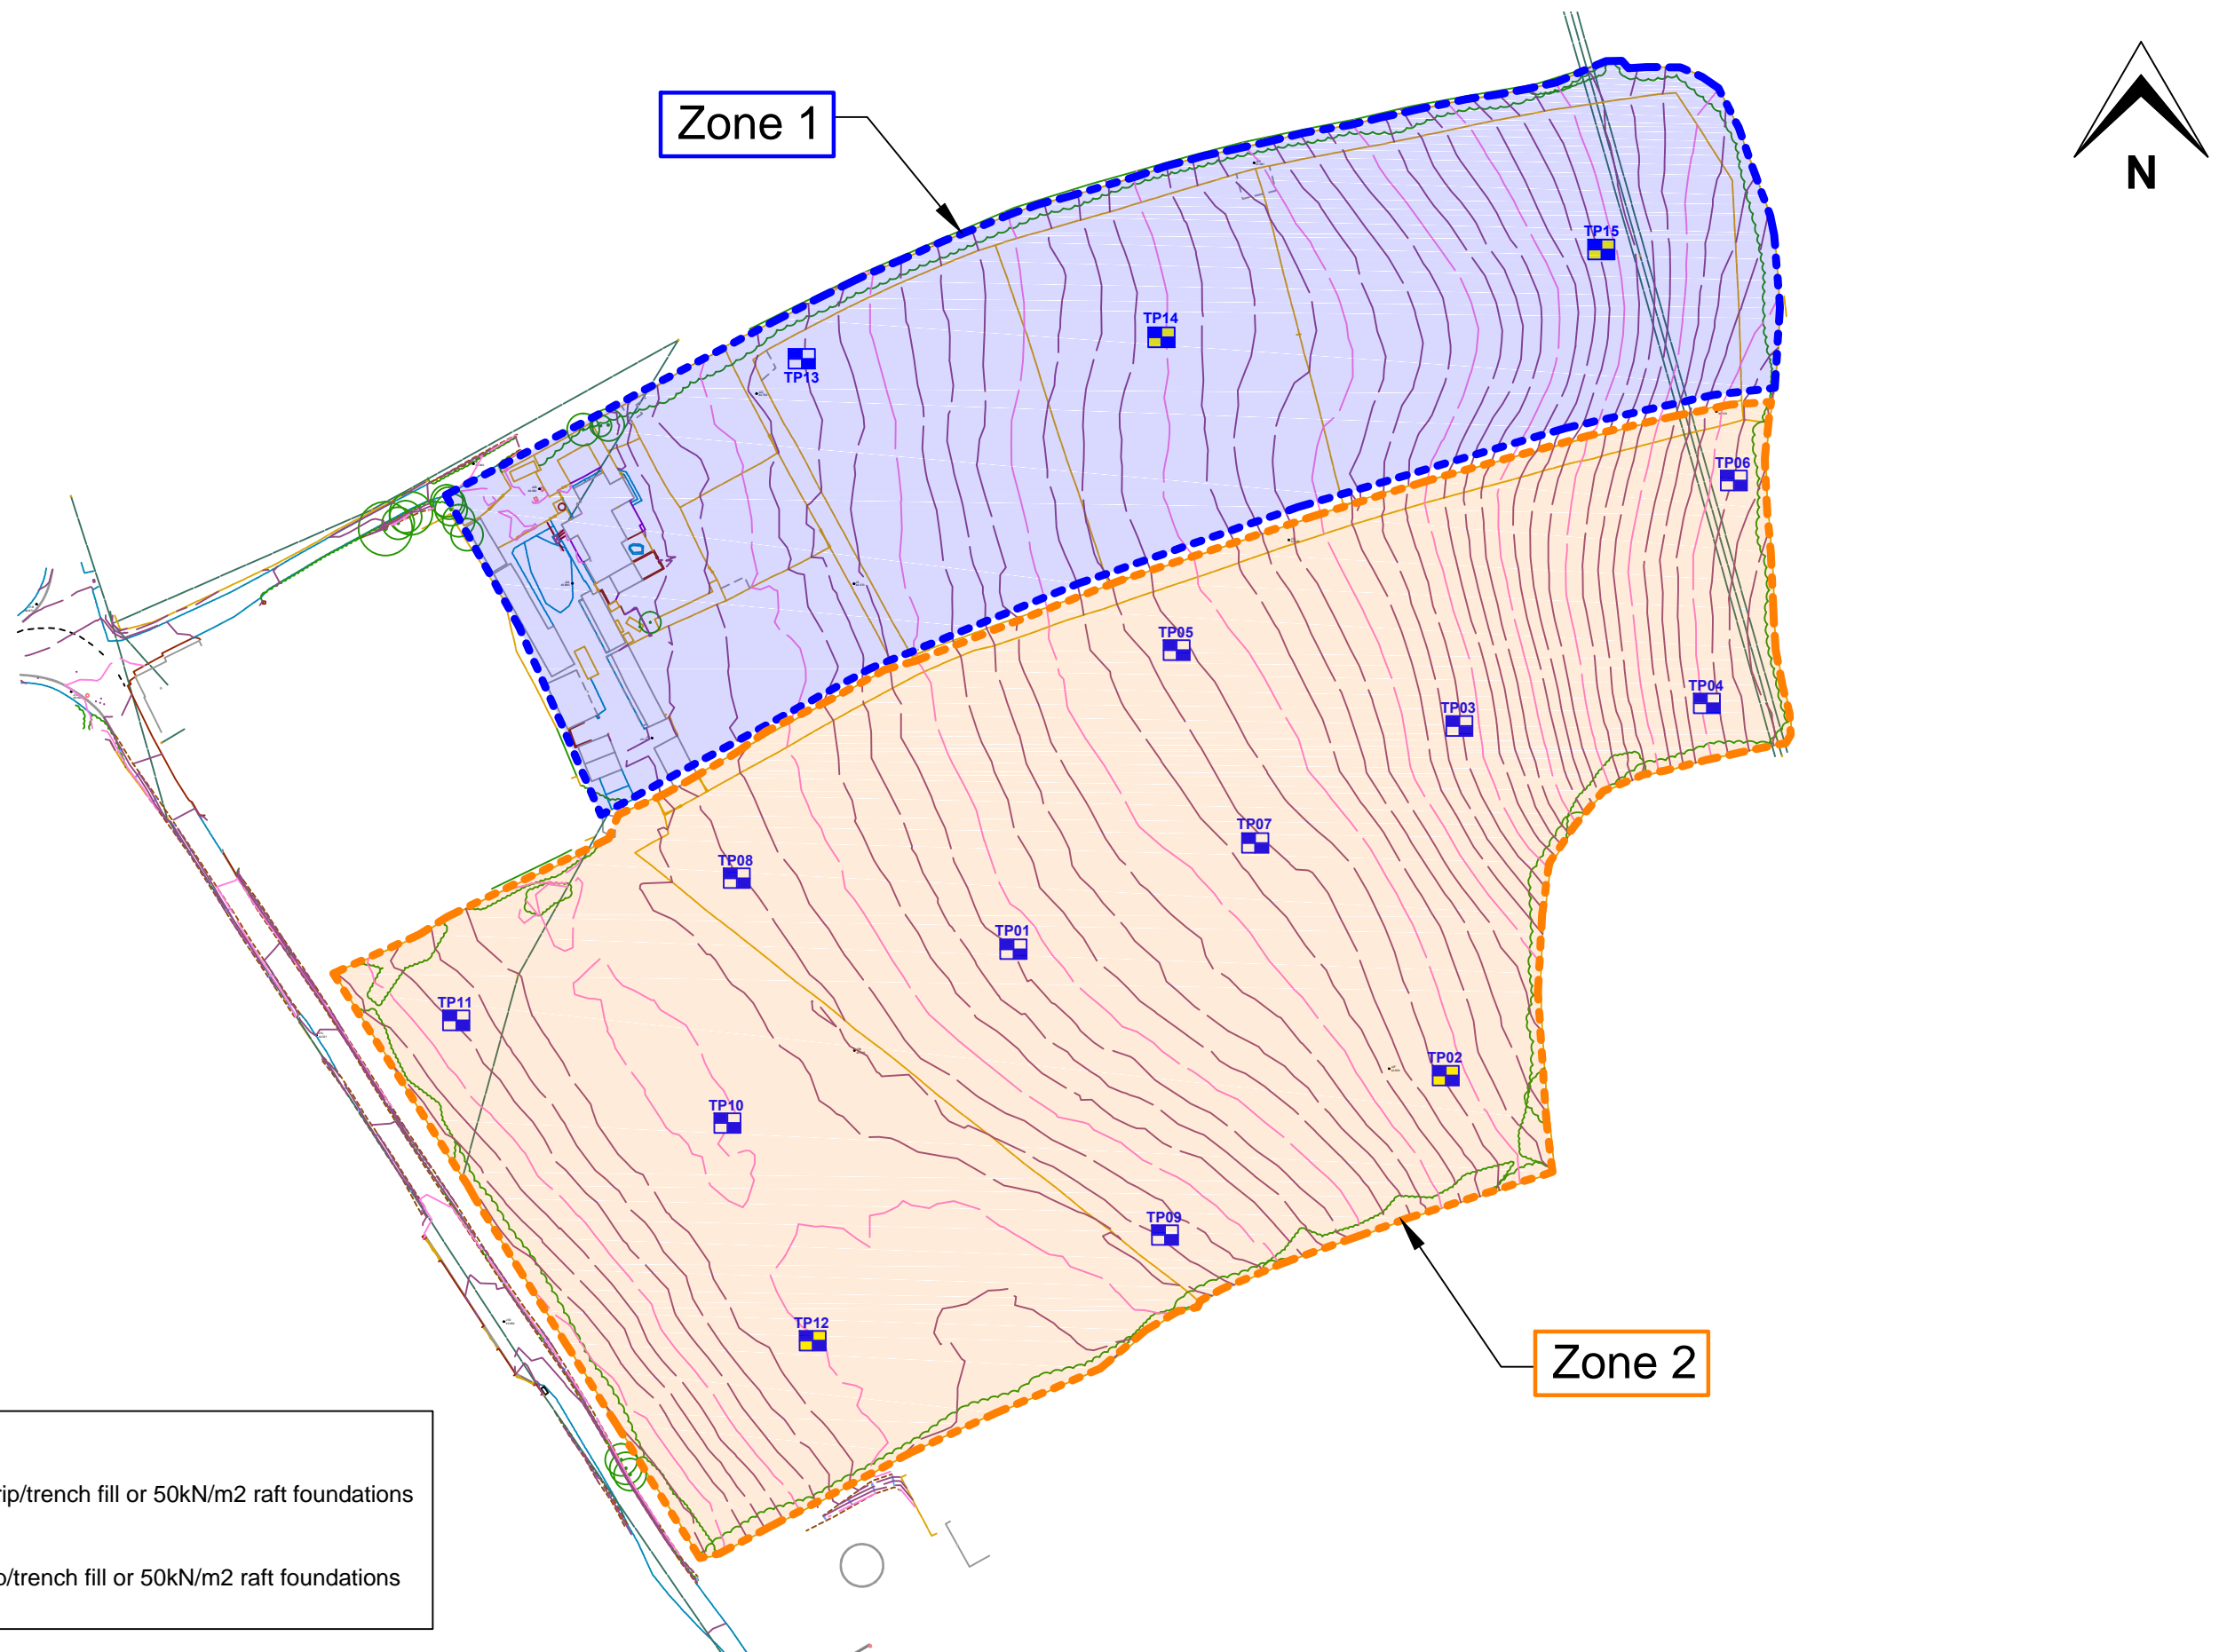 Zone 1
N
TP15
TP14
TP13
TP06
TP05
TP04
TP03
TP07
TP08
TP01
TP11
TP02
TP10
TP09
TP12
Zone 2
/trench fill or 50kN/m2 raft foundations
/trench fill or 50kN/m2 raft foundations